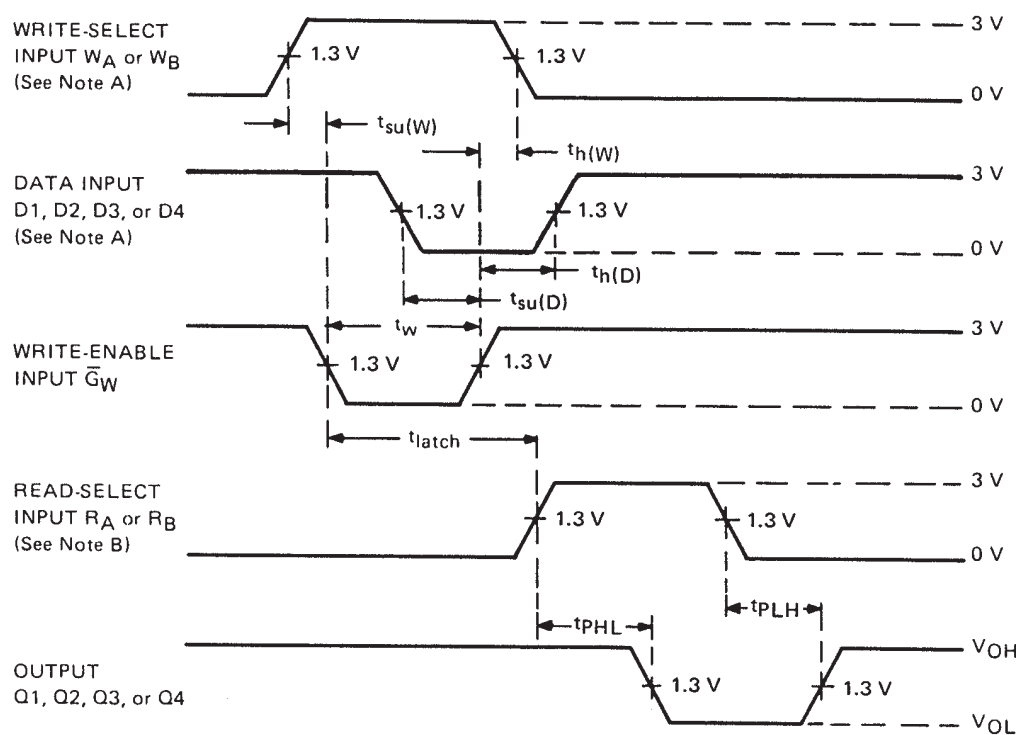 WRITE-SELECT
INPUT WA or WB
(See Note A)
1.3 V
1.3 V
3 V
0 V
tsu(W)
th(W)
DATA INPUT
D1, D2, D3, or D4
(See Note A)
1.3 V
1.3 V
3 V
0 V
th(D)
tsu(D)
tw
WRITE-ENABLE
INPUT G̅W
1.3 V
1.3 V
3 V
0 V
tlatch
READ-SELECT
INPUT RA or RB
(See Note B)
1.3 V
1.3 V
3 V
0 V
tPHL
tPLH
OUTPUT
Q1, Q2, Q3, or Q4
1.3 V
1.3 V
VOH
VOL